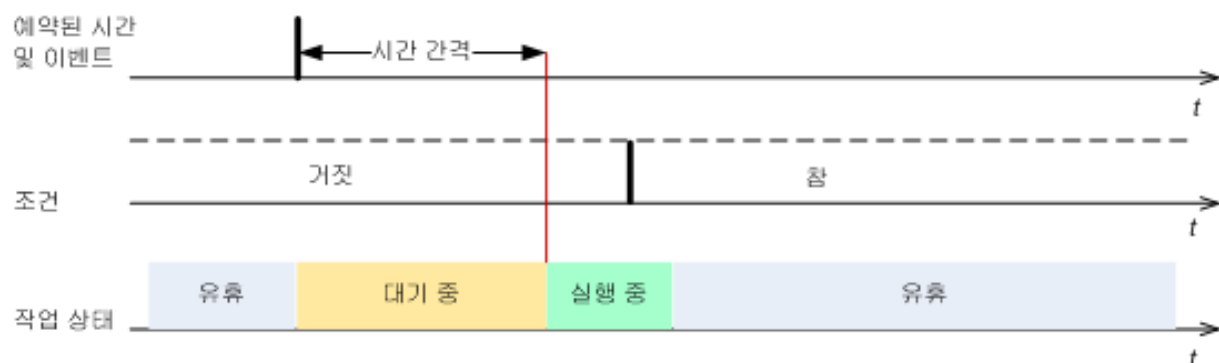 예약된 시간
및 이벤트
시간 간격
t
거짓
참
조건
t
유휴
대기 중
실행 중
유휴
작업 상태
t